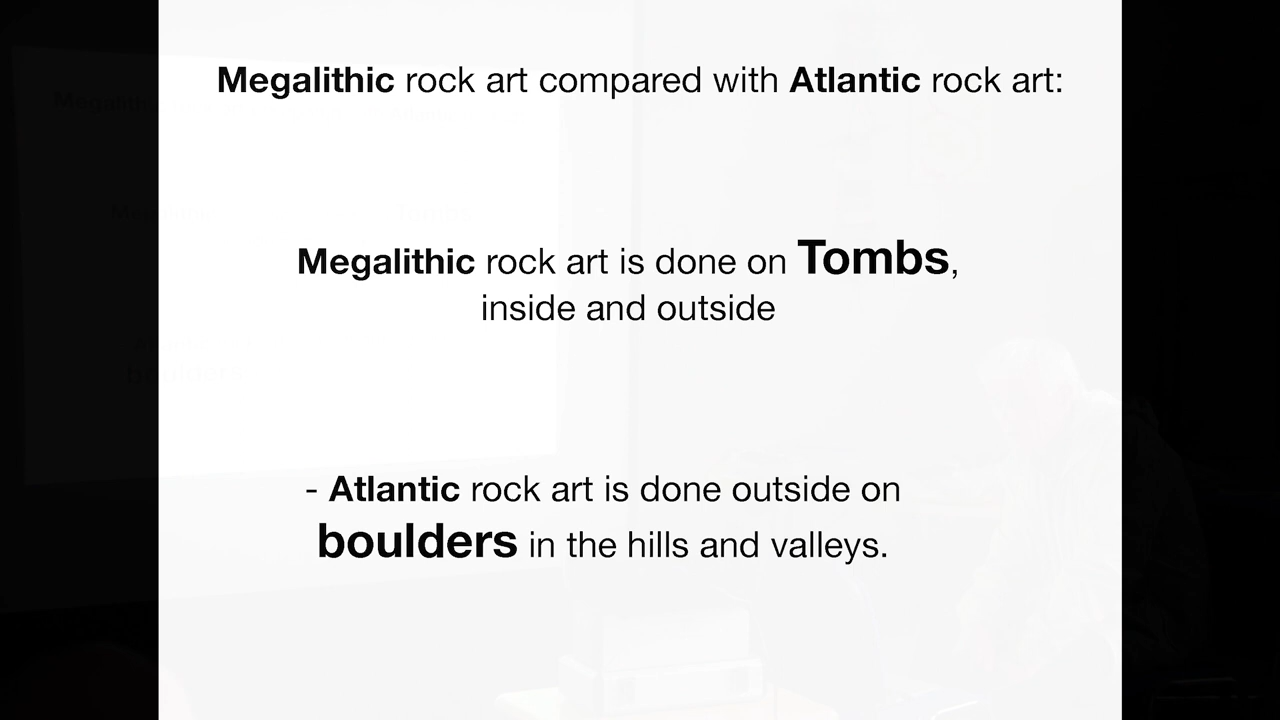 Megalithic rock art compared with Atlantic rock art:
Megalithic rock art is done on Tombs,
inside and outside
- Atlantic rock art is done outside on
boulders in the hills and valleys.